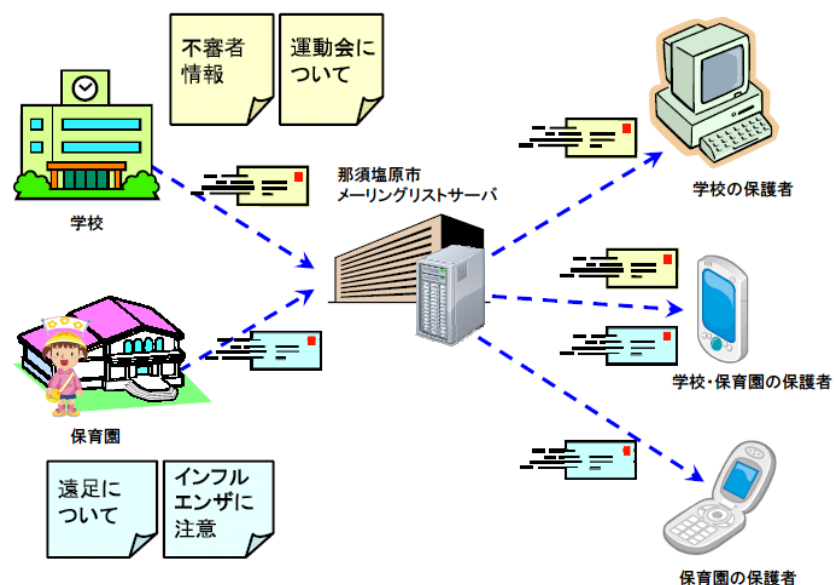 不審者
情報
運動会に
ついて
那須塩原市
メーリングリストサーバ
学校
学校の保護者
保育園
学校・保育園の保護者
遠足に
ついて
インフル
エンザに
注意
保育園の保護者